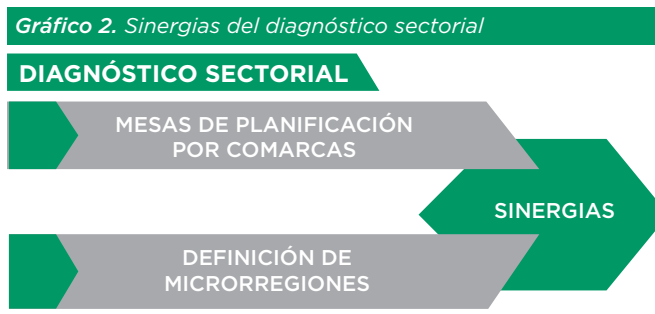 Gráfico 2. Sinergias del diagnóstico sectorial
DIAGNÓSTICO SECTORIAL
MESAS DE PLANIFICACIÓN
POR COMARCAS
SINERGIAS
DEFINICIÓN DE
MICRORREGIONES